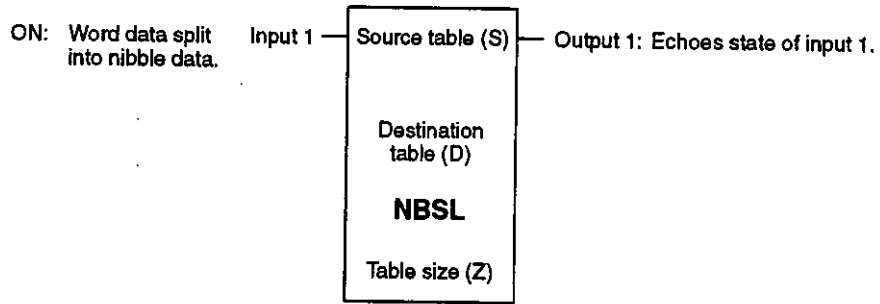 ON: Word data split Input 1 Source table (S) Output 1: Echoes state of input 1.
into nibble data.
Destination
table (D)
NBSL
Table size (Z)